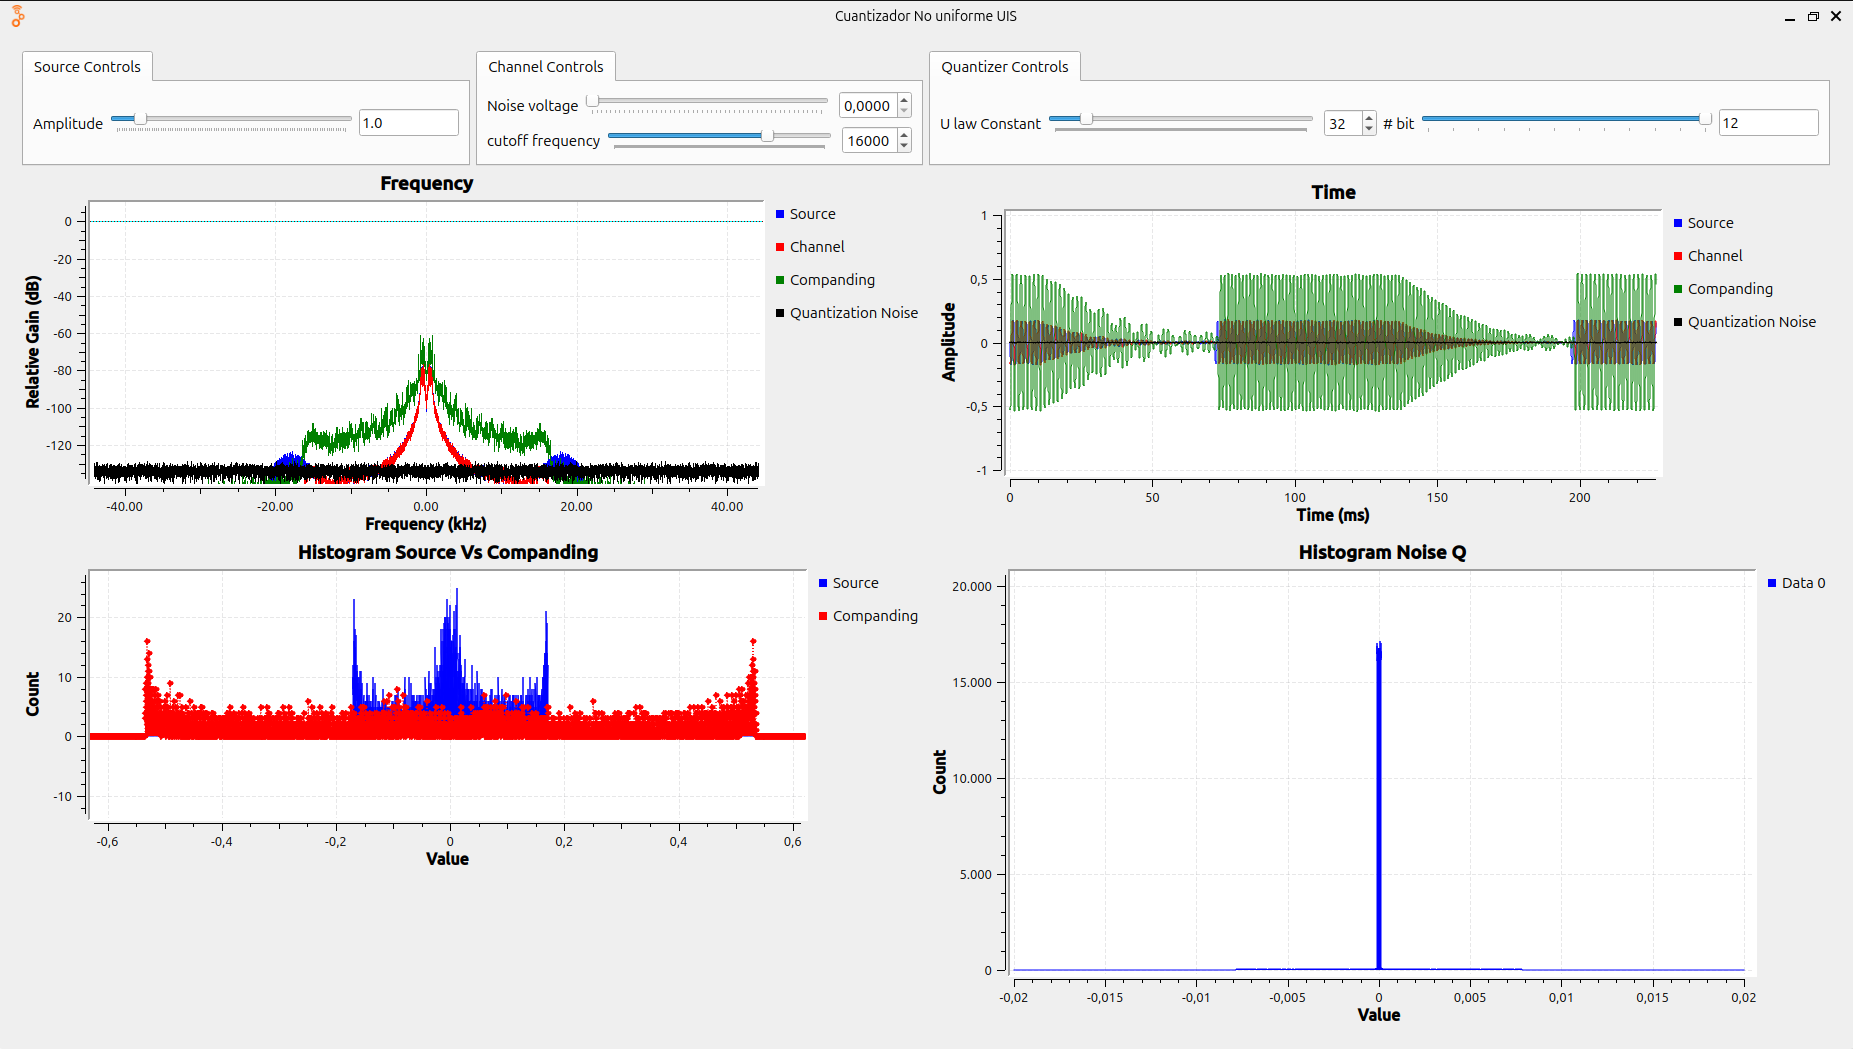 Cuantizador No uniforme UIS
Source Controls
Amplitude 1.0
Channel Controls
Noise voltage 0,0000
cutoff frequency 16000
Quantizer Controls
U law Constant 32 # bit 12
Frequency
Relative Gain (dB)
0
-20
-40
-60
-80
-100
-120
-40.00 -20.00 0.00 20.00 40.00
Frequency (kHz)
Source
Channel
Companding
Quantization Noise
Time
Amplitude
1
0,5
0
-0,5
-1
0 50 100 150 200
Time (ms)
Source
Channel
Companding
Quantization Noise
Histogram Source Vs Companding
Count
20
10
0
-10
-0,6 -0,4 -0,2 0 0,2 0,4 0,6
Value
Source
Companding
Histogram Noise Q
Count
20.000
15.000
10.000
5.000
0
-0,02 -0,015 -0,01 -0,005 0 0,005 0,01 0,015 0,02
Value
Data 0